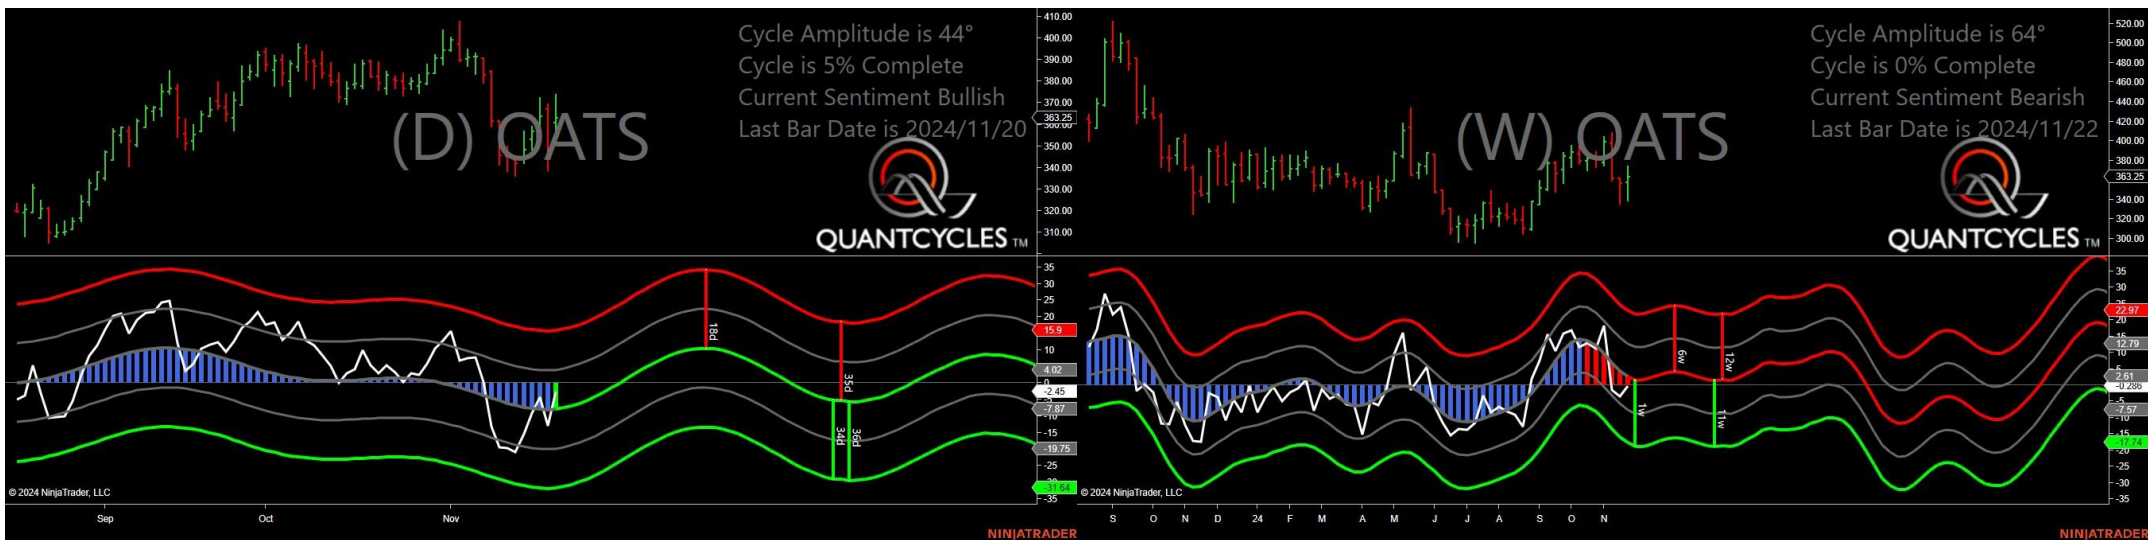 Cycle Amplitude is 44°
Cycle is 5% Complete
Current Sentiment Bullish
Last Bar Date is 2024/11/20
(D) OATS
QUANTCYCLES TM
410.00
400.00
390.00
380.00
370.00
363.25
350.00
340.00
330.00
320.00
310.00
35
30
25
20
15.9
10
4.02
0
-2.45
-7.87
-15
-19.75
-25
-31.64
-35
18d
35d
34d
36d
© 2024 NinjaTrader, LLC
Sep Oct Nov
NINJATRADER
Cycle Amplitude is 64°
Cycle is 0% Complete
Current Sentiment Bearish
Last Bar Date is 2024/11/22
(W) OATS
QUANTCYCLES TM
520.00
500.00
480.00
460.00
440.00
420.00
400.00
380.00
363.25
340.00
320.00
300.00
35
30
25
22.97
20
15
12.79
10
2.61
-0.286
-7.57
-10
-17.74
-20
-25
-30
-35
6w
12w
1w
11w
© 2024 NinjaTrader, LLC
S O N D 24 F M A M J J A S O N
NINJATRADER